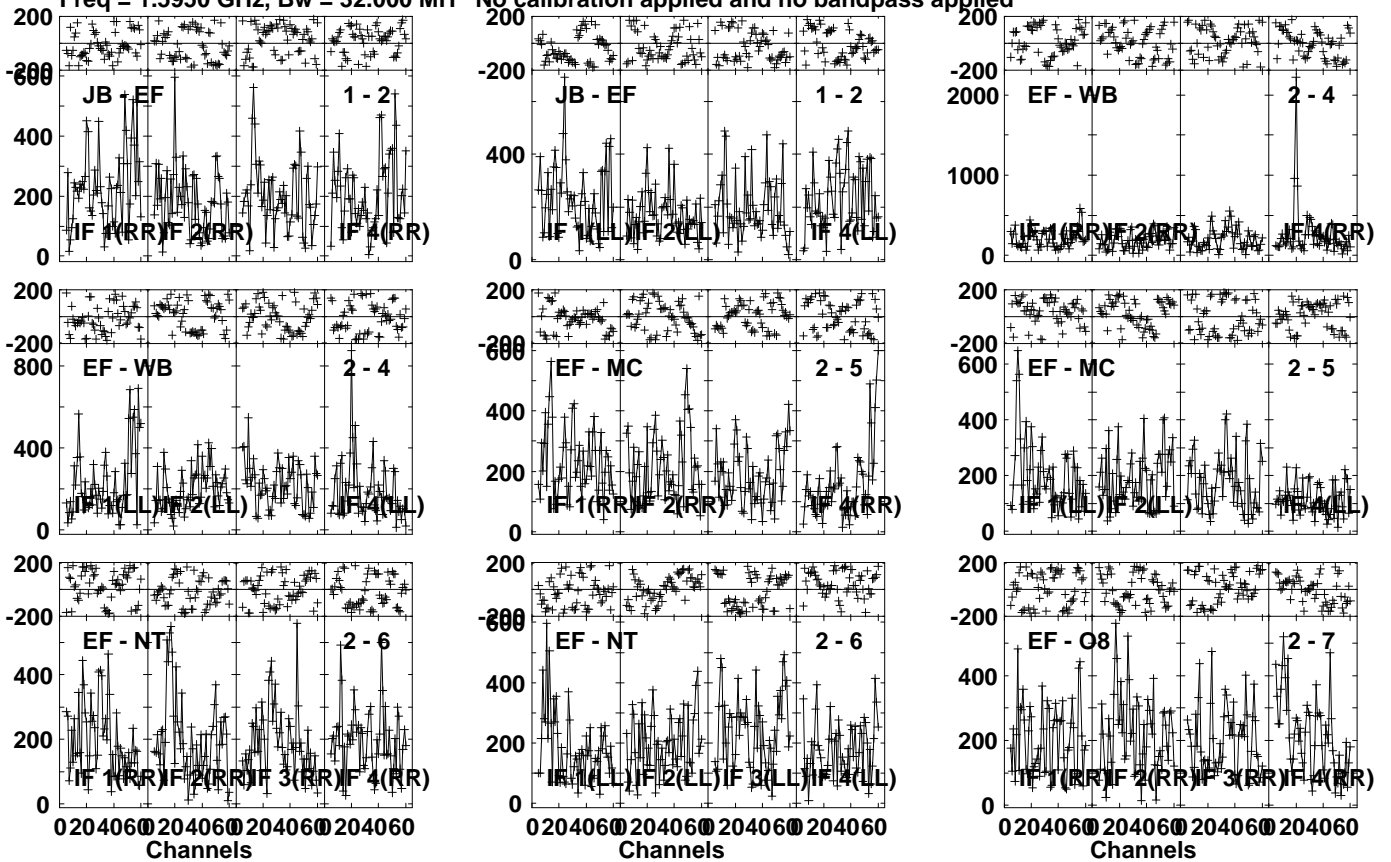 Freq = 1.5950 GHz, Bw = 32.000 MH No calibration applied and no bandpass applied
200 200 200
-200 -200 -200
600 JB - EF 1 - 2 JB - EF 1 - 2 EF - WB 2 - 4
2000
400 400
1000
200
IF 1(RR) IF 2(RR) IF 4(RR) IF 1(LL) IF 2(LL) IF 4(LL) IF 1(RR) IF 2(RR) IF 4(RR)
0 0 0
200 200 200
-200 -200 -200
600
800 EF - WB 2 - 4 EF - MC 2 - 5 600 EF - MC 2 - 5
400 400 400
200 200
IF 1(LL) IF 2(LL) IF 4(LL) IF 1(RR) IF 2(RR) IF 4(RR) IF 1(LL) IF 2(LL) IF 4(LL)
0 0 0
200 200 200
-200 -200 -200
600
EF - NT 2 - 6 EF - NT 2 - 6 EF - O8 2 - 7
400 400 400
200 200 200
IF 1(RR) IF 2(RR) IF 3(RR) IF 4(RR) IF 1(LL) IF 2(LL) IF 3(LL) IF 4(LL) IF 1(RR) IF 2(RR) IF 3(RR) IF 4(RR)
0 0 0
0 20 40 60 0 20 40 60 0 20 40 60 0 20 40 60 0 20 40 60 0 20 40 60 0 20 40 60 0 20 40 60 0 20 40 60 0 20 40 60 0 20 40 60 0 20 40 60
Channels Channels Channels